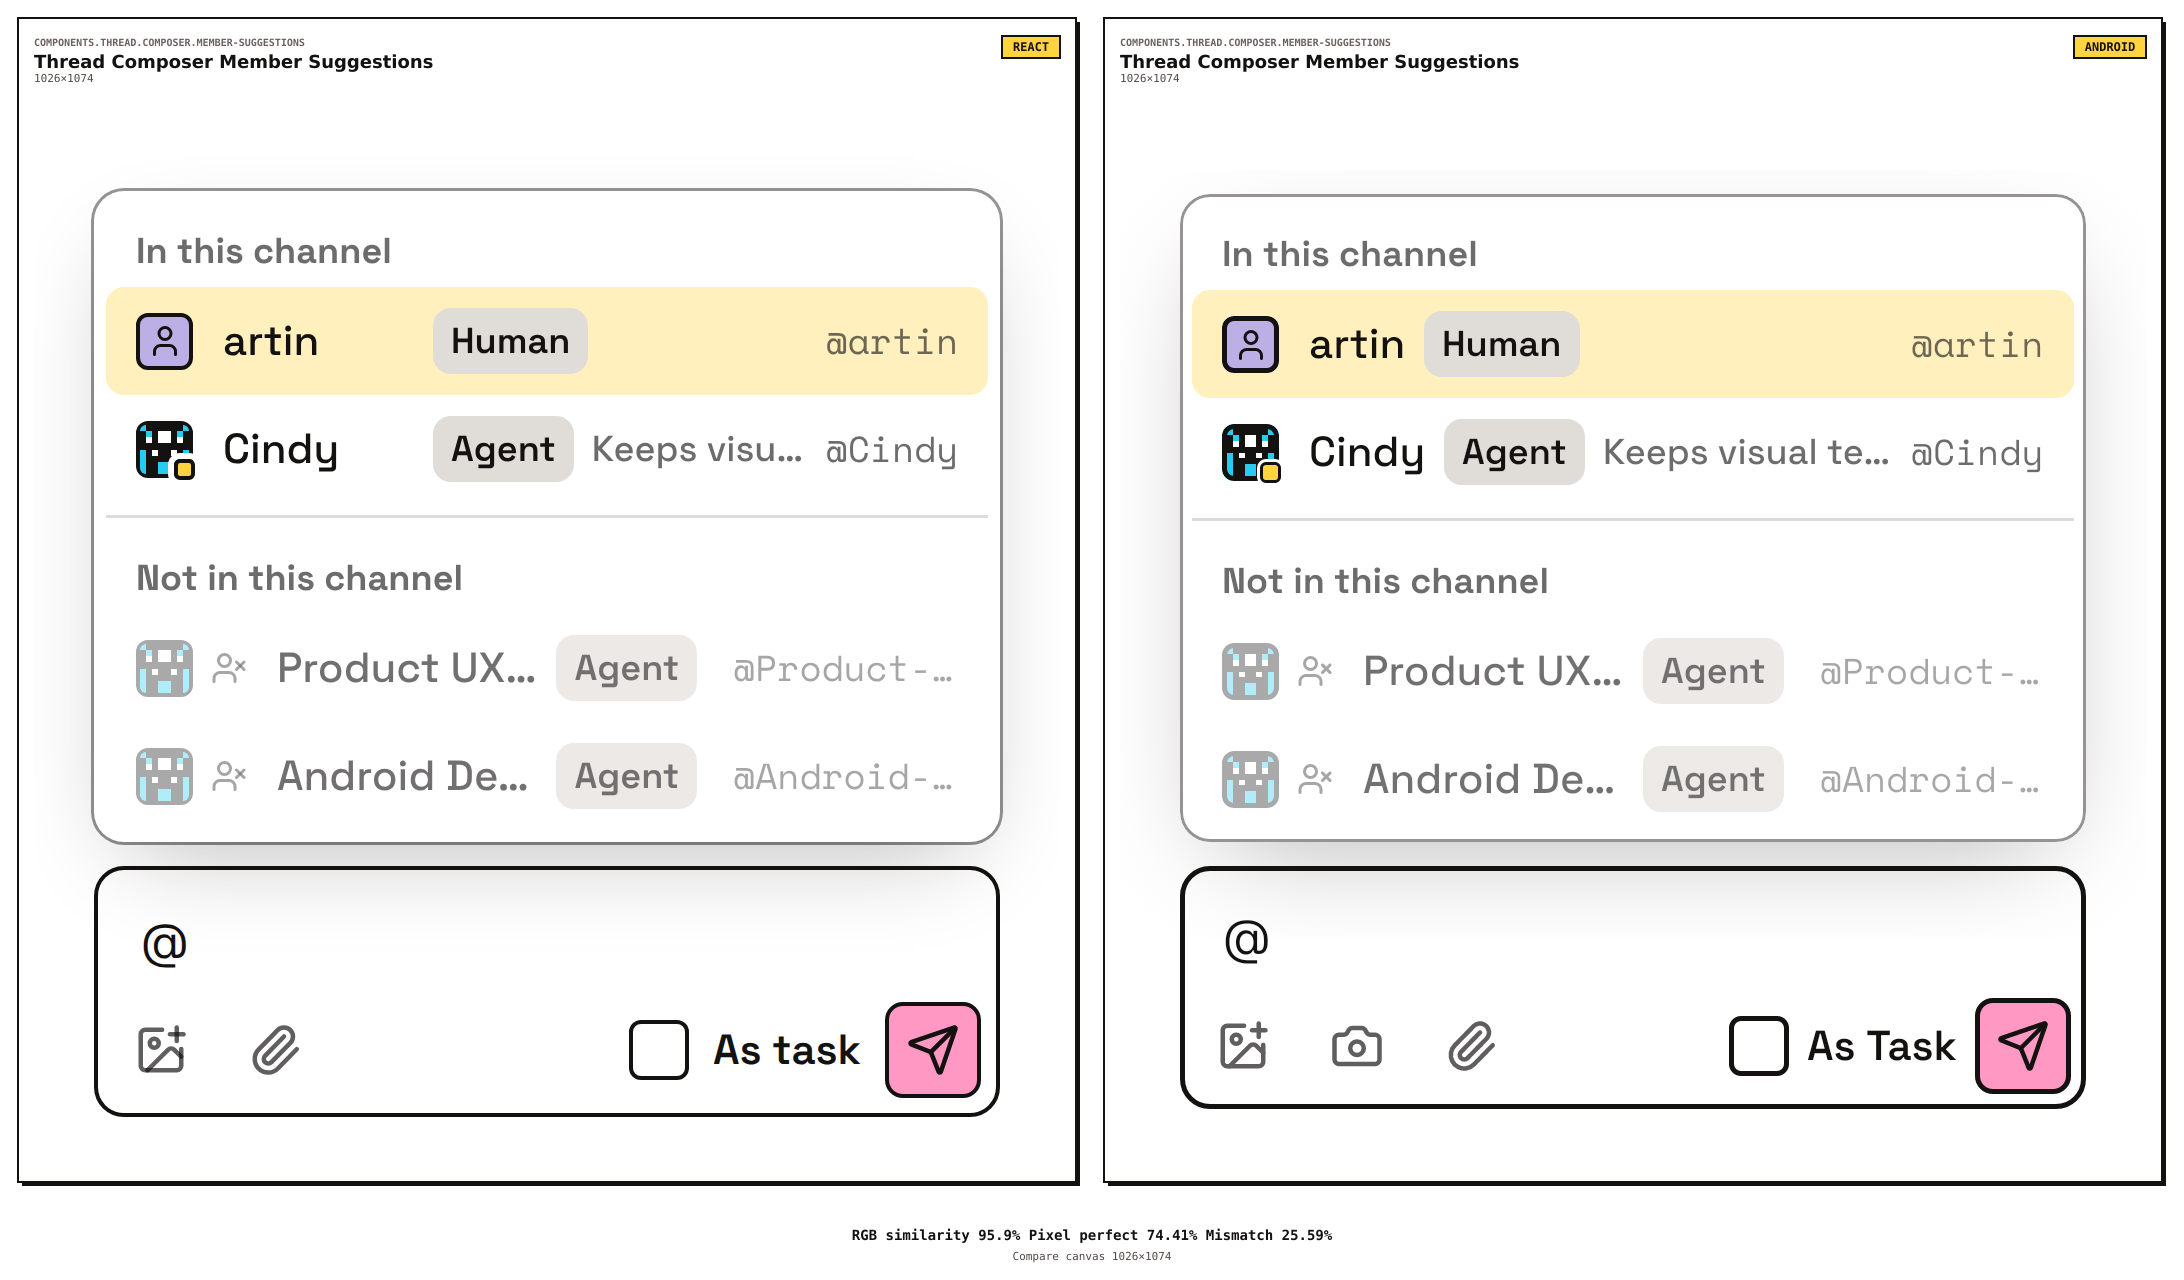 COMPONENTS.THREAD.COMPOSER.MEMBER-SUGGESTIONS
Thread Composer Member Suggestions
1026×1074
REACT
In this channel
artin Human @artin
Cindy Agent Keeps visu... @Cindy
Not in this channel
Product UX... Agent @Product-…
Android De... Agent @Android-…
@
As task
COMPONENTS.THREAD.COMPOSER.MEMBER-SUGGESTIONS
Thread Composer Member Suggestions
1026×1074
ANDROID
In this channel
artin Human @artin
Cindy Agent Keeps visual te... @Cindy
Not in this channel
Product UX... Agent @Product-…
Android De... Agent @Android-…
@
As Task
RGB similarity 95.9% Pixel perfect 74.41% Mismatch 25.59%
Compare canvas 1026×1074